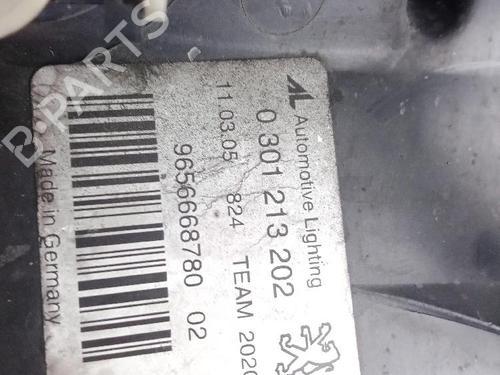 AL Automotive Lighting
0 301 213 202
11.03.05 824 TEAM 2020
9656668780 02
Made in Germany
B-PARTS